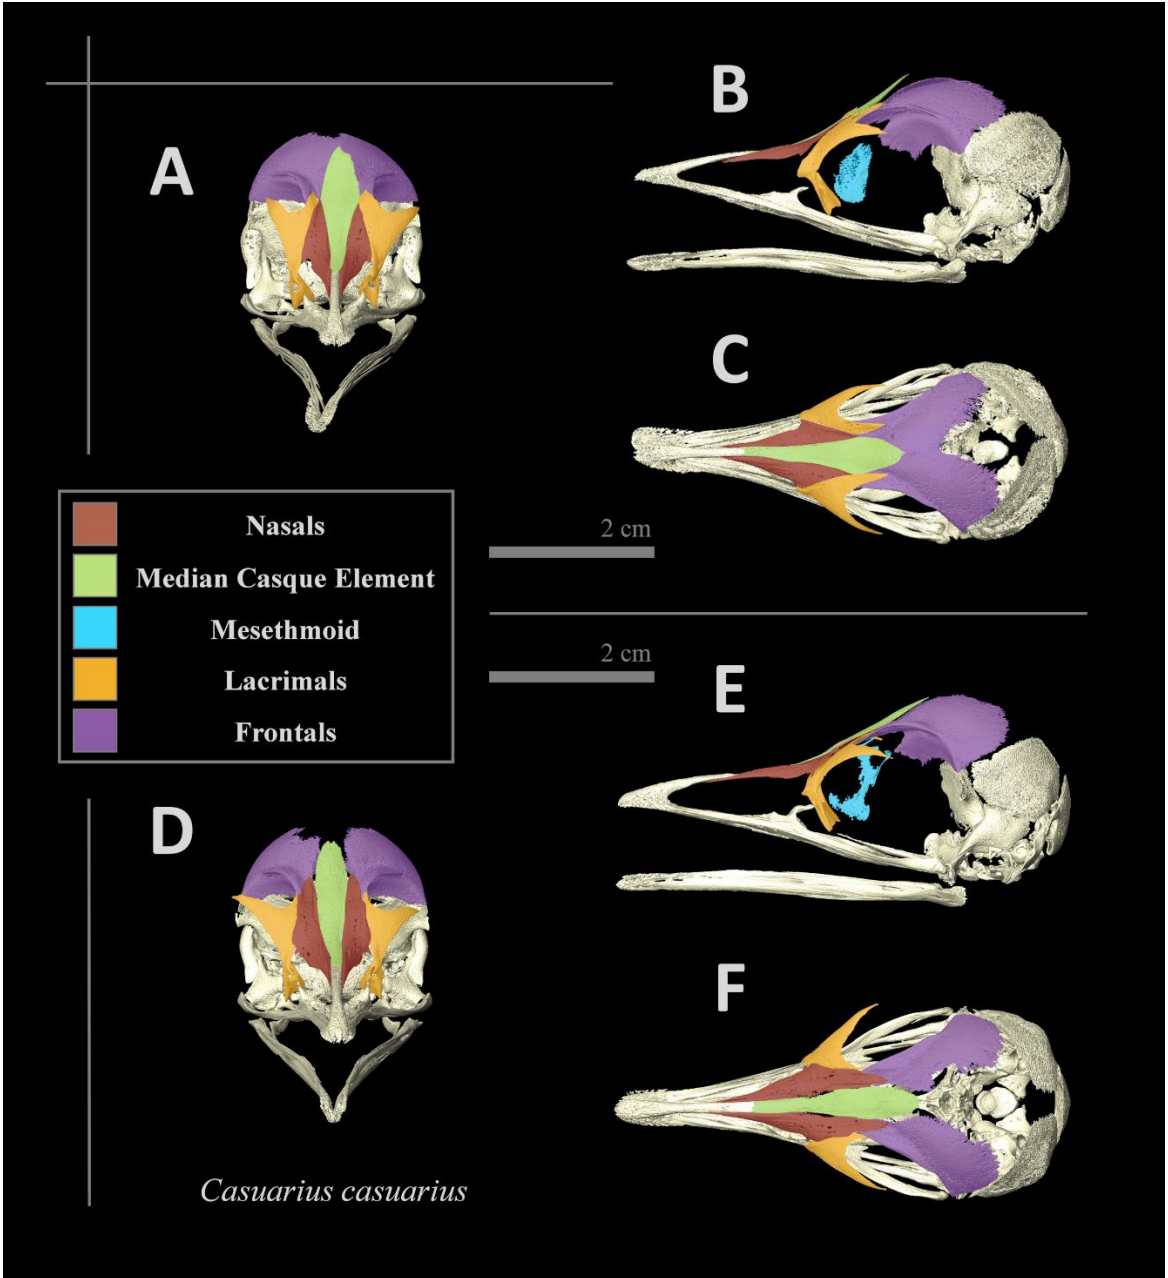 A
B
C
Nasals
Median Casque Element
Mesethmoid
Lacrimals
Frontals
2 cm
2 cm
D
E
F
Casuarius casuarius